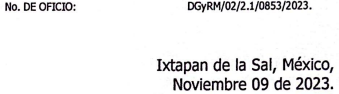 No. DE OFICIO: DGyRM/02/2.1/0853/2023.
Ixtapan de la Sal, México,
Noviembre 09 de 2023.